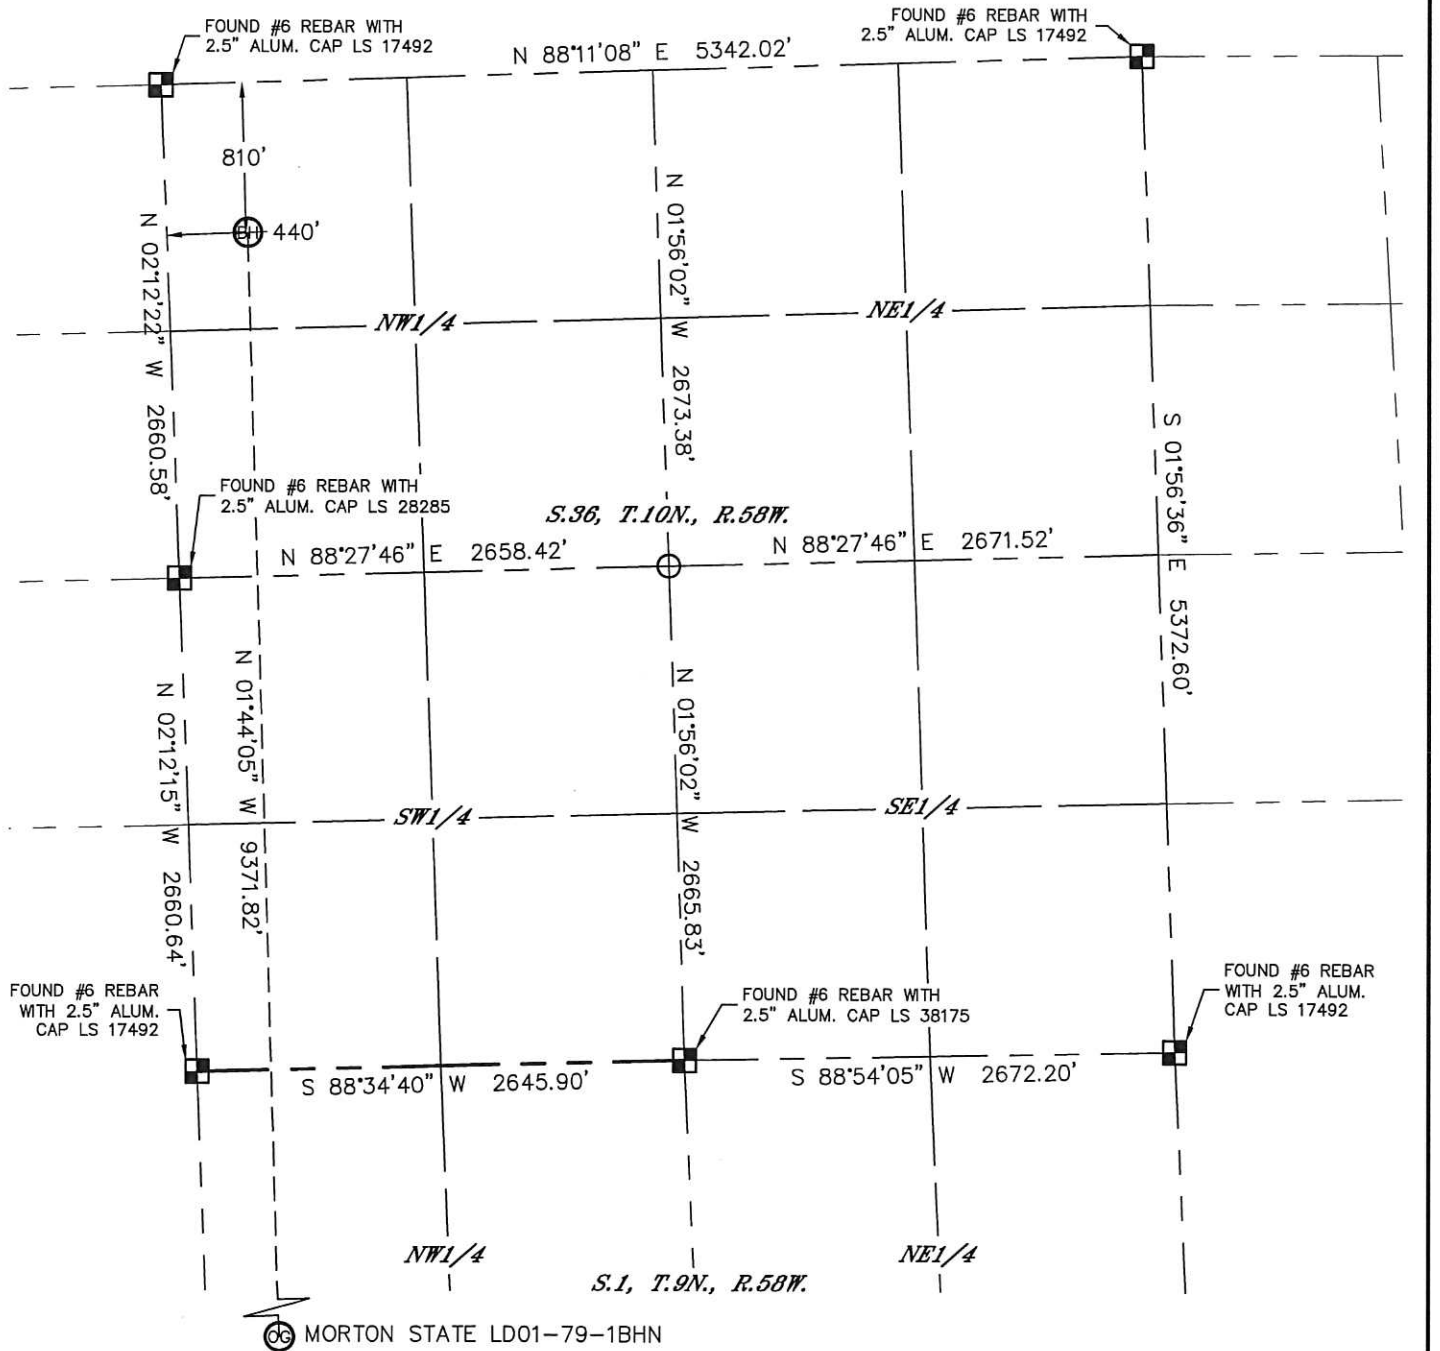 FOUND #6 REBAR WITH
2.5" ALUM. CAP LS 17492
N 88°11'08" E 5342.02'
FOUND #6 REBAR WITH
2.5" ALUM. CAP LS 17492
810'
BH 440'
N 02°12'22" W 2660.58'
N 01°56'02" W 2673.38'
NW1/4
NE1/4
S 01°56'36" E 5372.60'
FOUND #6 REBAR WITH
2.5" ALUM. CAP LS 28285
S.36, T.10N., R.58W.
N 88°27'46" E 2658.42'
N 88°27'46" E 2671.52'
N 02°12'15" W 2660.64'
N 01°44'05" W 9371.82'
N 01°56'02" W 2665.83'
SW1/4
SE1/4
FOUND #6 REBAR
WITH 2.5" ALUM.
CAP LS 17492
FOUND #6 REBAR WITH
2.5" ALUM. CAP LS 38175
FOUND #6 REBAR
WITH 2.5" ALUM.
CAP LS 17492
S 88°34'40" W 2645.90'
S 88°54'05" W 2672.20'
NW1/4
NE1/4
S.1, T.9N., R.58W.
OG MORTON STATE LD01-79-1BHN